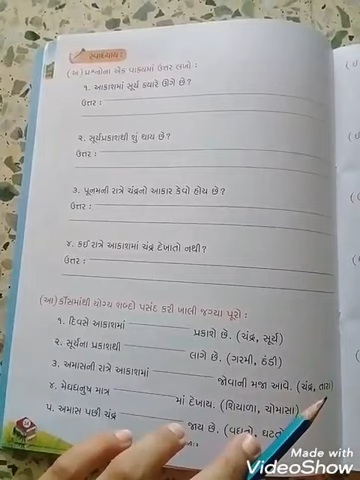 સ્વાધ્યાય :
(અ) પ્રશ્નોના એક વાક્યમાં ઉત્તર લખો :
૧. આકાશમાં સૂર્ય ક્યારે ઊગે છે?
ઉત્તર :
૨. સૂર્યપ્રકાશથી શું થાય છે?
ઉત્તર :
૩. પૂનમની રાત્રે ચંદ્રનો આકાર કેવો હોય છે?
ઉત્તર :
૪. કઈ રાત્રે આકાશમાં ચંદ્ર દેખાતો નથી?
ઉત્તર :
(આ) કૌંસમાંથી યોગ્ય શબ્દો પસંદ કરી ખાલી જગ્યા પૂરો :
૧. દિવસે આકાશમાં પ્રકાશે છે. (ચંદ્ર, સૂર્ય)
૨. સૂર્યના પ્રકાશથી લાગે છે. (ગરમી, ઠંડી)
૩. અમાસની રાત્રે આકાશમાં જોવાની મજા આવે. (ચંદ્ર, તારા)
૪. મેઘધનુષ માત્ર માં દેખાય. (શિયાળા, ચોમાસા)
૫. અમાસ પછી ચંદ્ર જાય છે. (વધતો, ઘટતો
Made with
VideoShow